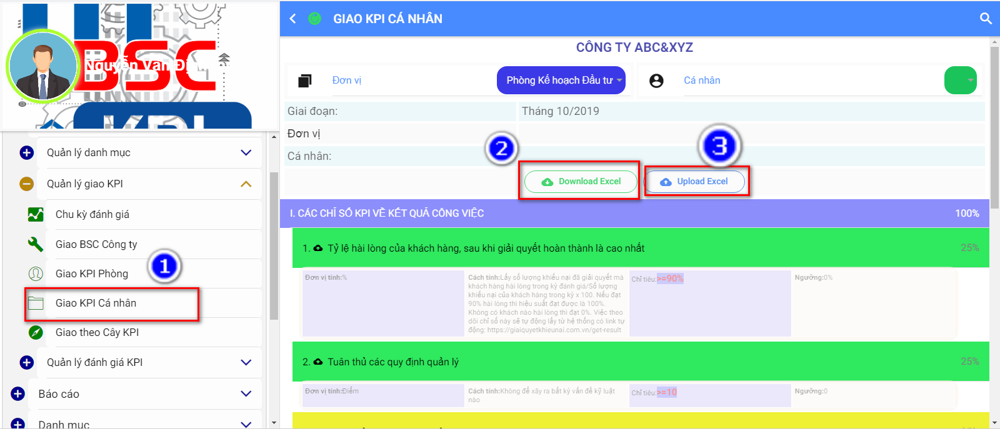 BSC
KPI
Nguyễn Văn Định
Quản lý danh mục
Quản lý giao KPI
Chu kỳ đánh giá
Giao BSC Công ty
Giao KPI Phòng
1
Giao KPI Cá nhân
Giao theo Cây KPI
Quản lý đánh giá KPI
Báo cáo
Danh mục
GIAO KPI CÁ NHÂN
CÔNG TY ABC&XYZ
Đơn vị
Phòng Kế hoạch Đầu tư
Cá nhân
Giai đoạn:
Tháng 10/2019
Đơn vị
Cá nhân:
2
3
Download Excel
Upload Excel
I. CÁC CHỈ SỐ KPI VỀ KẾT QUẢ CÔNG VIỆC
100%
1. Tỷ lệ hài lòng của khách hàng, sau khi giải quyết hoàn thành là cao nhất
25%
Đơn vị tính:%
Cách tính:Lấy số lượng khiếu nại đã giải quyết mà
khách hàng hài lòng trong kỳ đánh giá/Số lượng
khiếu nại của khách hàng trong kỳ x 100. Nếu đạt
90% hài lòng thì hiệu suất đạt được là 100%.
Không có khách nào hài lòng thì đạt 0%. Việc theo
dõi chỉ số này sẽ tự động lấy từ hệ thống có link tự
động: https://giaiquyetkhieunai.com.vn/get-result
Chỉ tiêu:>=90%
Ngưỡng:0%
2. Tuân thủ các quy định quản lý
25%
Đơn vị tính:Điểm
Cách tính:Không để xãy ra bất kỳ vấn đề kỹ luật
nào
Chỉ tiêu:>=10
Ngưỡng:0